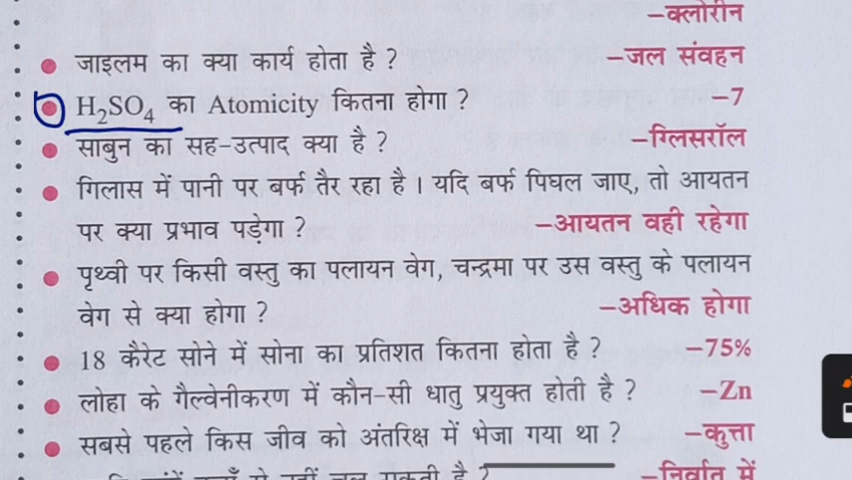 –क्लोरीन
जाइलम का क्या कार्य होता है ? –जल संवहन
H₂SO₄ का Atomicity कितना होगा ? –7
साबुन का सह-उत्पाद क्या है ? –ग्लिसरॉल
गिलास में पानी पर बर्फ तैर रहा है । यदि बर्फ पिघल जाए, तो आयतन
पर क्या प्रभाव पड़ेगा ? –आयतन वही रहेगा
पृथ्वी पर किसी वस्तु का पलायन वेग, चन्द्रमा पर उस वस्तु के पलायन
वेग से क्या होगा ? –अधिक होगा
18 कैरेट सोने में सोना का प्रतिशत कितना होता है ? –75%
लोहा के गैल्वेनीकरण में कौन-सी धातु प्रयुक्त होती है ? –Zn
सबसे पहले किस जीव को अंतरिक्ष में भेजा गया था ? –कुत्ता
है ? –निर्वात में